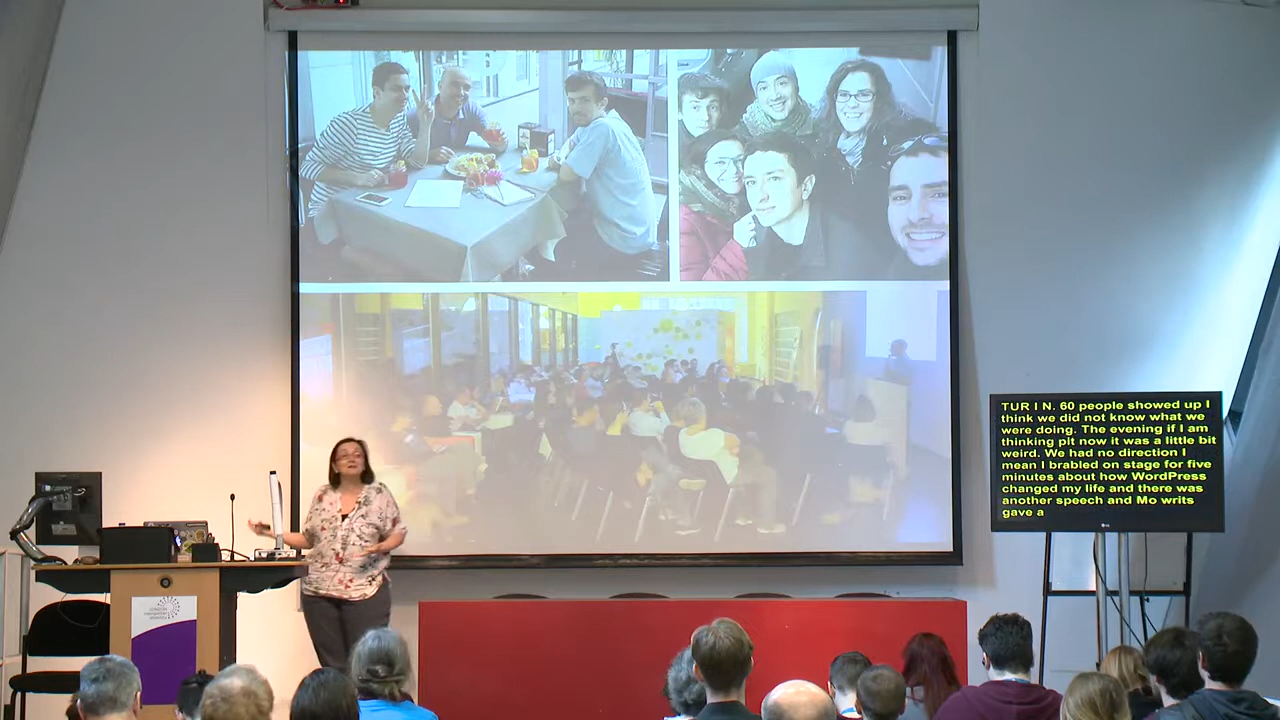 TUR I N. 60 people showed up I
think we did not know what we
were doing. The evening if I am
thinking pit now it was a little bit
weird. We had no direction I
mean I brabled on stage for five
minutes about how WordPress
changed my life and there was
another speech and Mo writs
gave a
LG